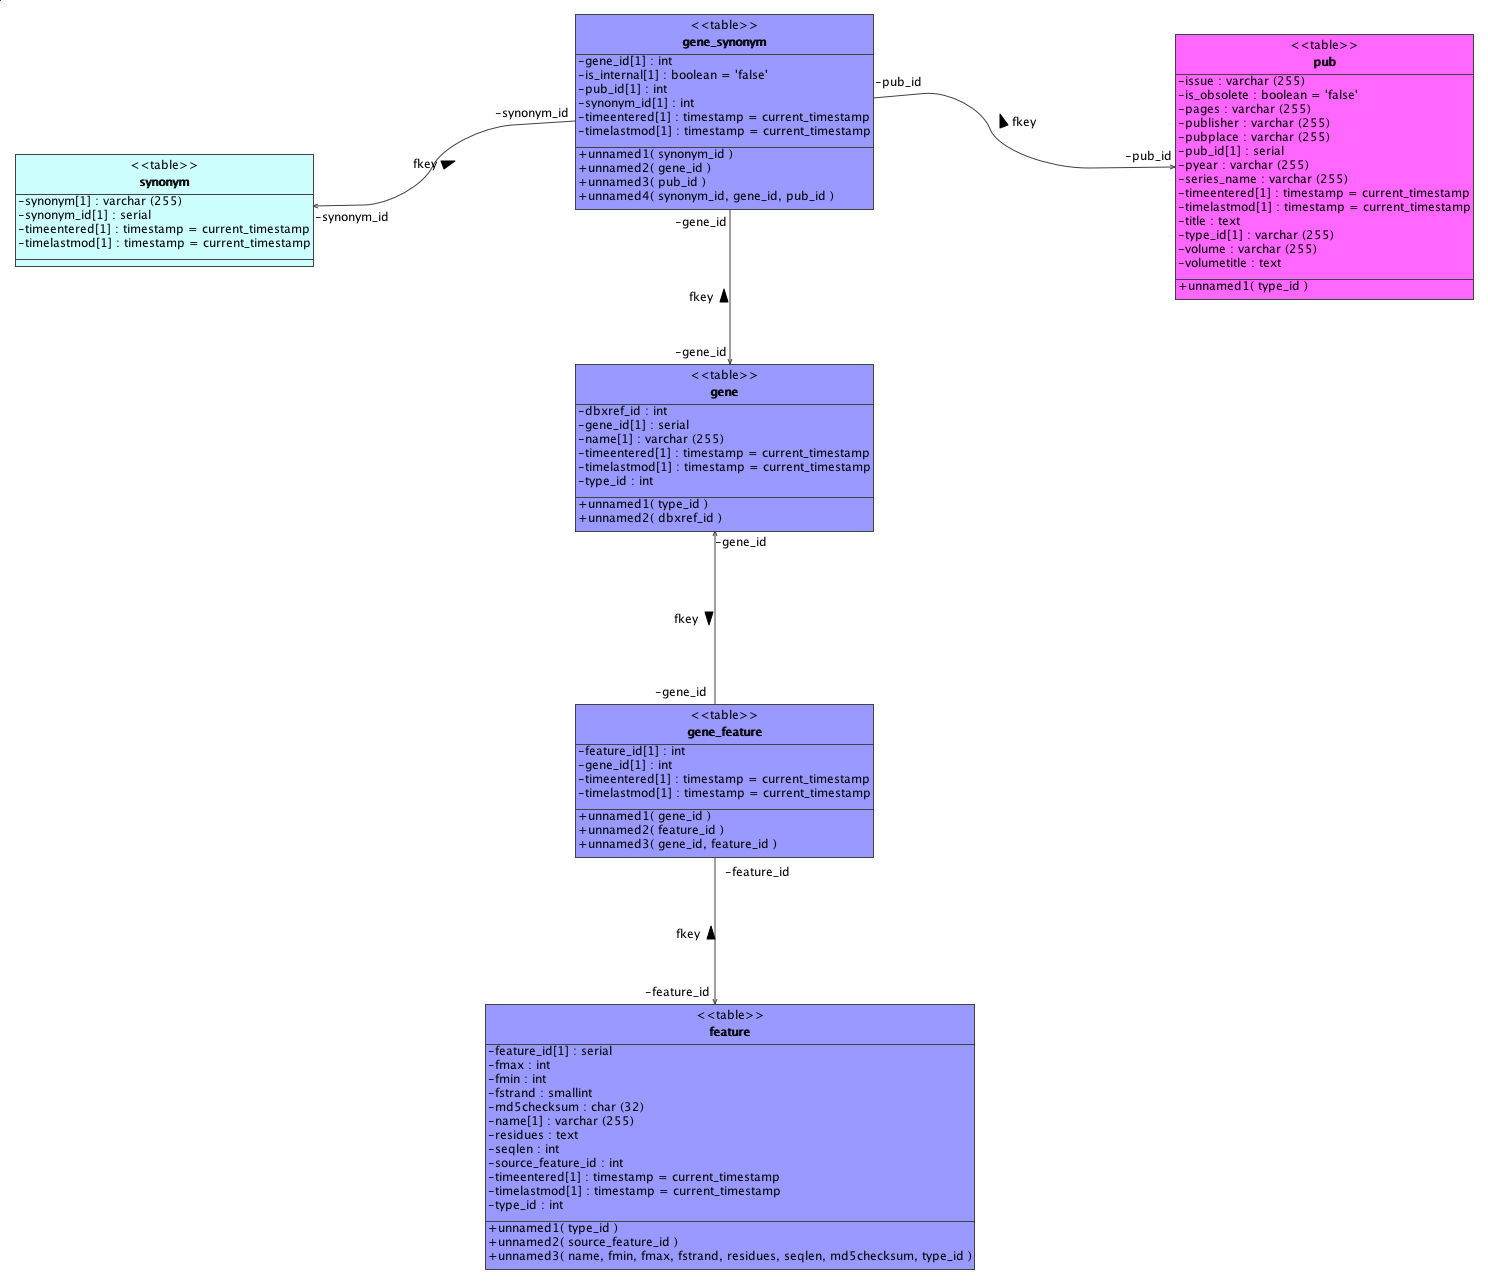 <<table>>
gene_synonym
-gene_id[1] : int
-is_internal[1] : boolean = 'false'
-pub_id[1] : int
-synonym_id[1] : int
-timeentered[1] : timestamp = current_timestamp
-timelastmod[1] : timestamp = current_timestamp
+unnamed1( synonym_id )
+unnamed2( gene_id )
+unnamed3( pub_id )
+unnamed4( synonym_id, gene_id, pub_id )
<<table>>
pub
-issue : varchar (255)
-is_obsolete : boolean = 'false'
-pages : varchar (255)
-publisher : varchar (255)
-pubplace : varchar (255)
-pub_id[1] : serial
-pyear : varchar (255)
-series_name : varchar (255)
-timeentered[1] : timestamp = current_timestamp
-timelastmod[1] : timestamp = current_timestamp
-title : text
-type_id[1] : varchar (255)
-volume : varchar (255)
-volumetitle : text
+unnamed1( type_id )
-pub_id
fkey
-pub_id
-synonym_id
fkey
-synonym_id
<<table>>
synonym
-synonym[1] : varchar (255)
-synonym_id[1] : serial
-timeentered[1] : timestamp = current_timestamp
-timelastmod[1] : timestamp = current_timestamp
-gene_id
fkey
-gene_id
<<table>>
gene
-dbxref_id : int
-gene_id[1] : serial
-name[1] : varchar (255)
-timeentered[1] : timestamp = current_timestamp
-timelastmod[1] : timestamp = current_timestamp
-type_id : int
+unnamed1( type_id )
+unnamed2( dbxref_id )
-gene_id
fkey
-gene_id
<<table>>
gene_feature
-feature_id[1] : int
-gene_id[1] : int
-timeentered[1] : timestamp = current_timestamp
-timelastmod[1] : timestamp = current_timestamp
+unnamed1( gene_id )
+unnamed2( feature_id )
+unnamed3( gene_id, feature_id )
-feature_id
fkey
-feature_id
<<table>>
feature
-feature_id[1] : serial
-fmax : int
-fmin : int
-fstrand : smallint
-md5checksum : char (32)
-name[1] : varchar (255)
-residues : text
-seqlen : int
-source_feature_id : int
-timeentered[1] : timestamp = current_timestamp
-timelastmod[1] : timestamp = current_timestamp
-type_id : int
+unnamed1( type_id )
+unnamed2( source_feature_id )
+unnamed3( name, fmin, fmax, fstrand, residues, seqlen, md5checksum, type_id )